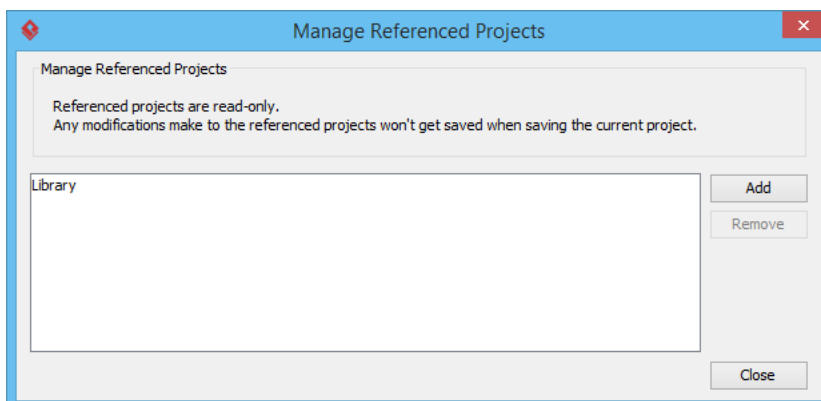 Manage Referenced Projects
Manage Referenced Projects
Referenced projects are read-only.
Any modifications make to the referenced projects won't get saved when saving the current project.
Library
Add
Remove
Close